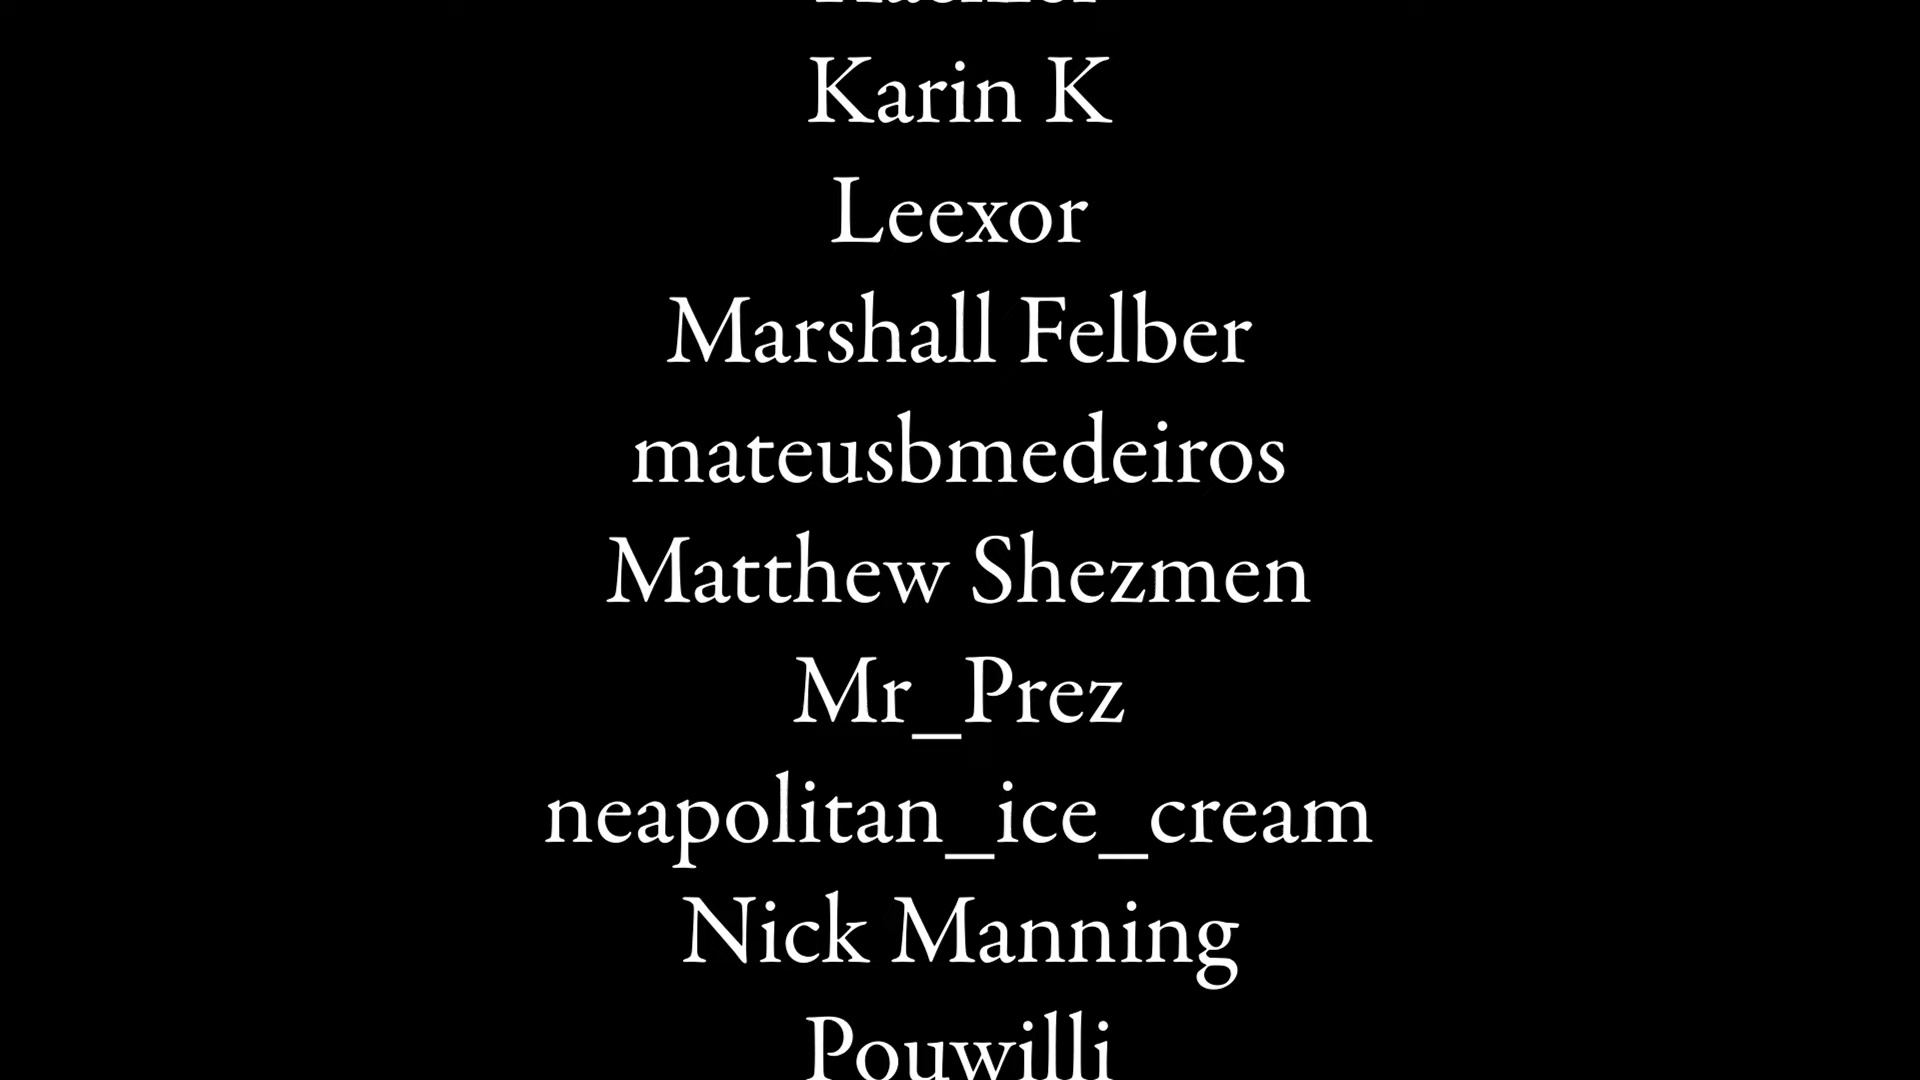 Karin K
Leexor
Marshall Felber
mateusbmedeiros
Matthew Shezmen
Mr_Prez
neapolitan_ice_cream
Nick Manning
Pouwilli